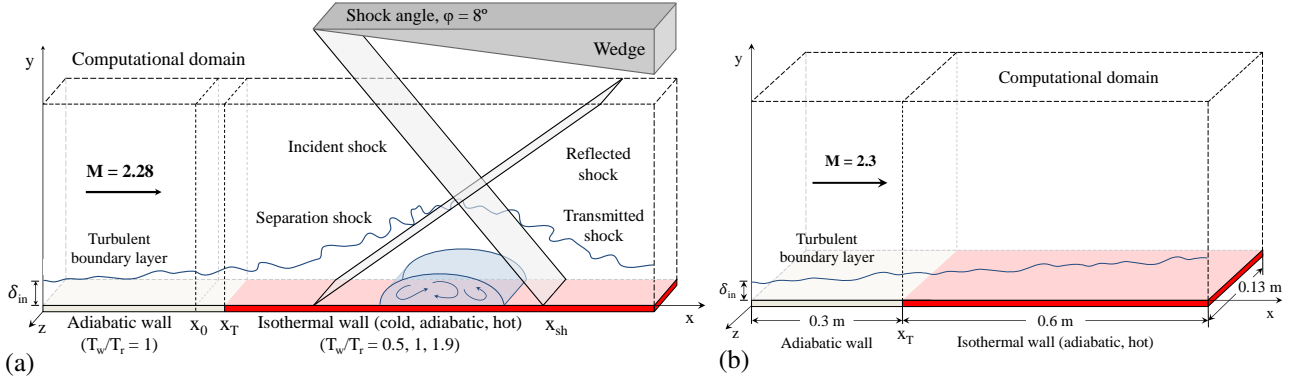 Shock angle, φ = 8º
Wedge
Computational domain
y
Incident shock
Reflected
shock
M = 2.28
Separation shock
Transmitted
shock
Turbulent
boundary layer
δin
z
Adiabatic wall
(Tw/Tr = 1)
x0
xT
Isothermal wall (cold, adiabatic, hot)
(Tw/Tr = 0.5, 1, 1.9)
xsh
x
(a)
y
Computational domain
M = 2.3
Turbulent
boundary layer
δin
z
0.3 m
xT
0.6 m
0.13 m
x
Adiabatic wall
Isothermal wall (adiabatic, hot)
(b)